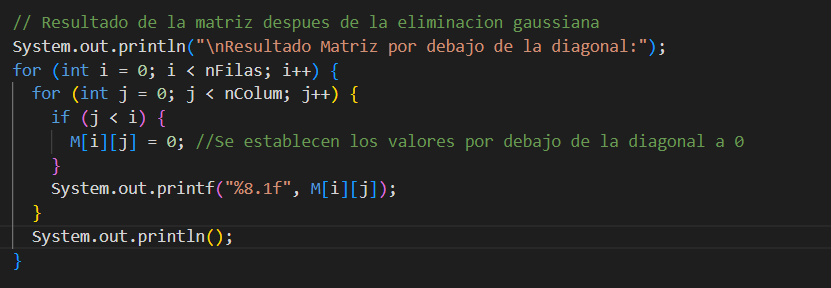 // Resultado de la matriz despues de la eliminacion gaussiana
System.out.println("\nResultado Matriz por debajo de la diagonal:");
for (int i = 0; i < nFilas; i++) {
  for (int j = 0; j < nColum; j++) {
    if (j < i) {
      M[i][j] = 0; //Se establecen los valores por debajo de la diagonal a 0
    }
    System.out.printf("%8.1f", M[i][j]);
  }
  System.out.println();
}